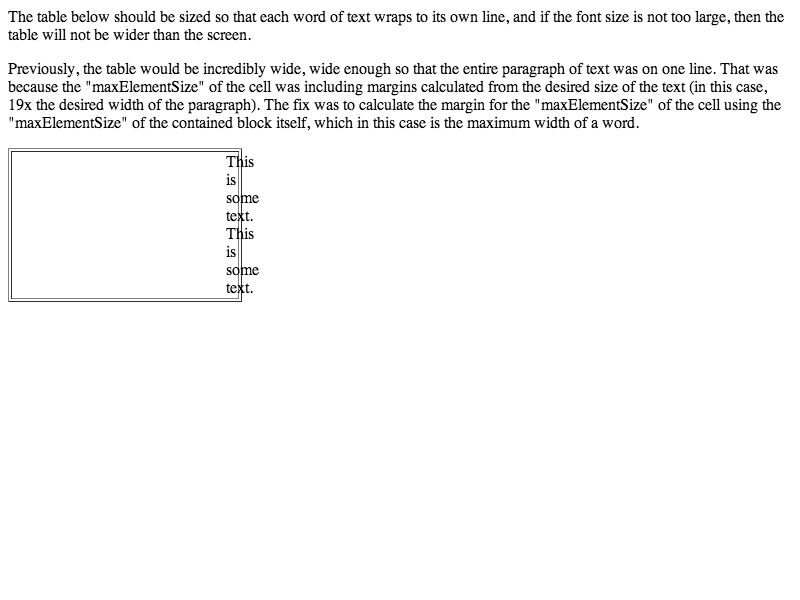 The table below should be sized so that each word of text wraps to its own line, and if the font size is not too large, then the
table will not be wider than the screen.
Previously, the table would be incredibly wide, wide enough so that the entire paragraph of text was on one line. That was
because the "maxElementSize" of the cell was including margins calculated from the desired size of the text (in this case,
19x the desired width of the paragraph). The fix was to calculate the margin for the "maxElementSize" of the cell using the
"maxElementSize" of the contained block itself, which in this case is the maximum width of a word.
This
is
some
text.
This
is
some
text.